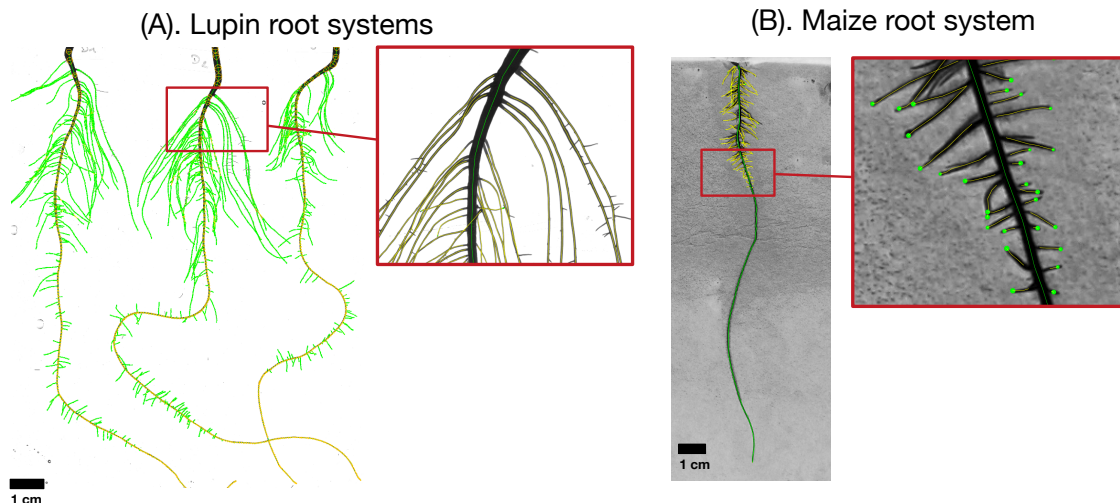 (A). Lupin root systems
(B). Maize root system
1 cm
1 cm